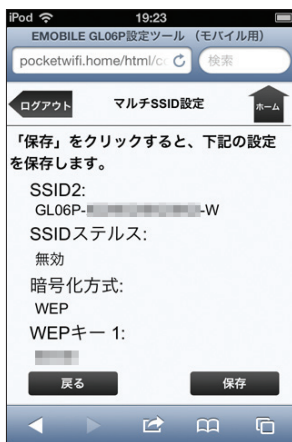 iPod 19:23
EMOBILE GL06P設定ツール （モバイル用）
pocketwifi.home/html/c
検索
ログアウト
マルチSSID設定
ホーム
「保存」をクリックすると、下記の設定
を保存します。
SSID2:
GL06P- -W
SSIDステルス:
無効
暗号化方式:
WEP
WEPキー 1:
戻る
保存